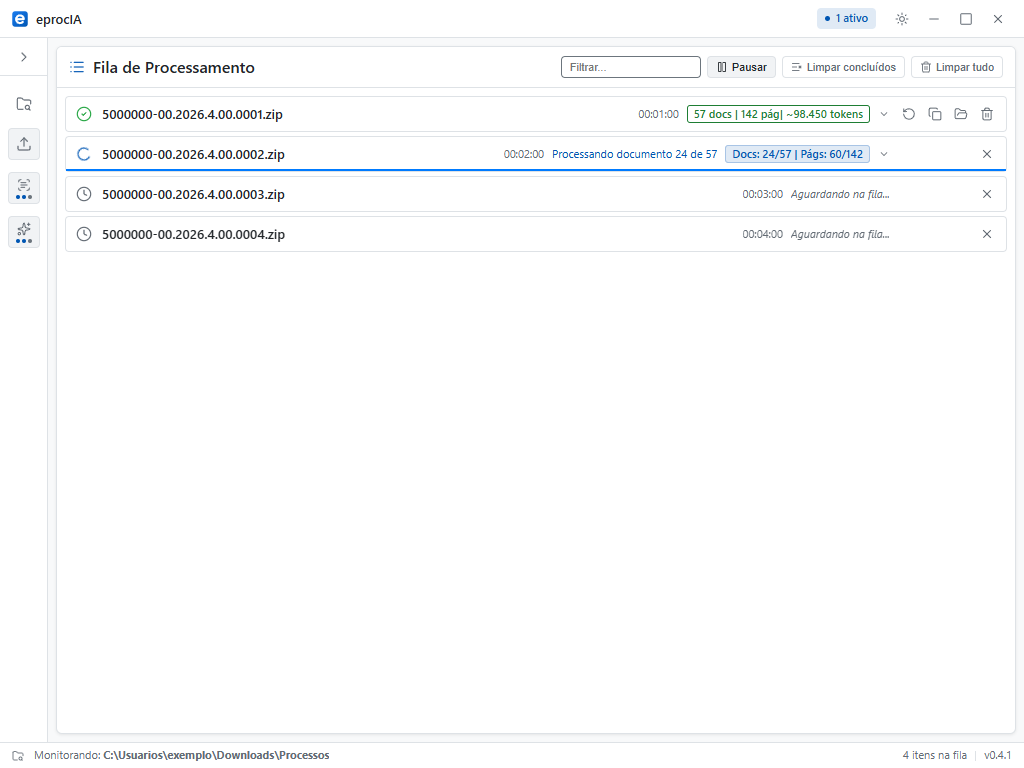 e eprocIA 1 ativo
Fila de Processamento Filtrar... Pausar Limpar concluídos Limpar tudo
5000000-00.2026.4.00.0001.zip 00:01:00 57 docs | 142 pág| ~98.450 tokens
5000000-00.2026.4.00.0002.zip 00:02:00 Processando documento 24 de 57 Docs: 24/57 | Págs: 60/142
5000000-00.2026.4.00.0003.zip 00:03:00 Aguardando na fila...
5000000-00.2026.4.00.0004.zip 00:04:00 Aguardando na fila...
Monitorando: C:\Usuarios\exemplo\Downloads\Processos 4 itens na fila v0.4.1